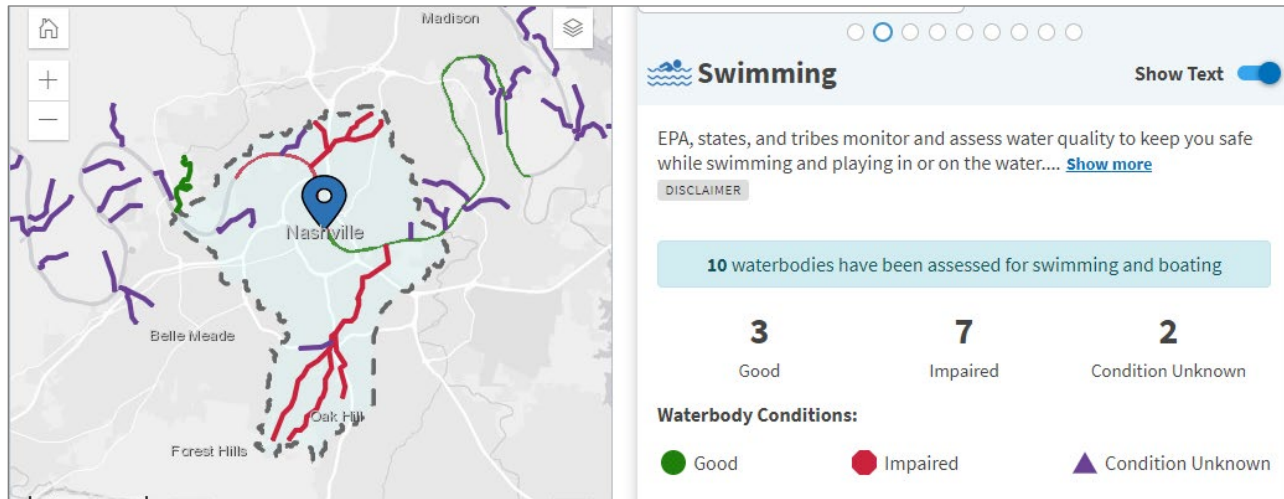 Madison
Nashville
Belle Meade
Oak Hill
Forest Hills
Swimming
Show Text
EPA, states, and tribes monitor and assess water quality to keep you safe
while swimming and playing in or on the water.... Show more
DISCLAIMER
10 waterbodies have been assessed for swimming and boating
3
7
2
Good
Impaired
Condition Unknown
Waterbody Conditions:
Good
Impaired
Condition Unknown